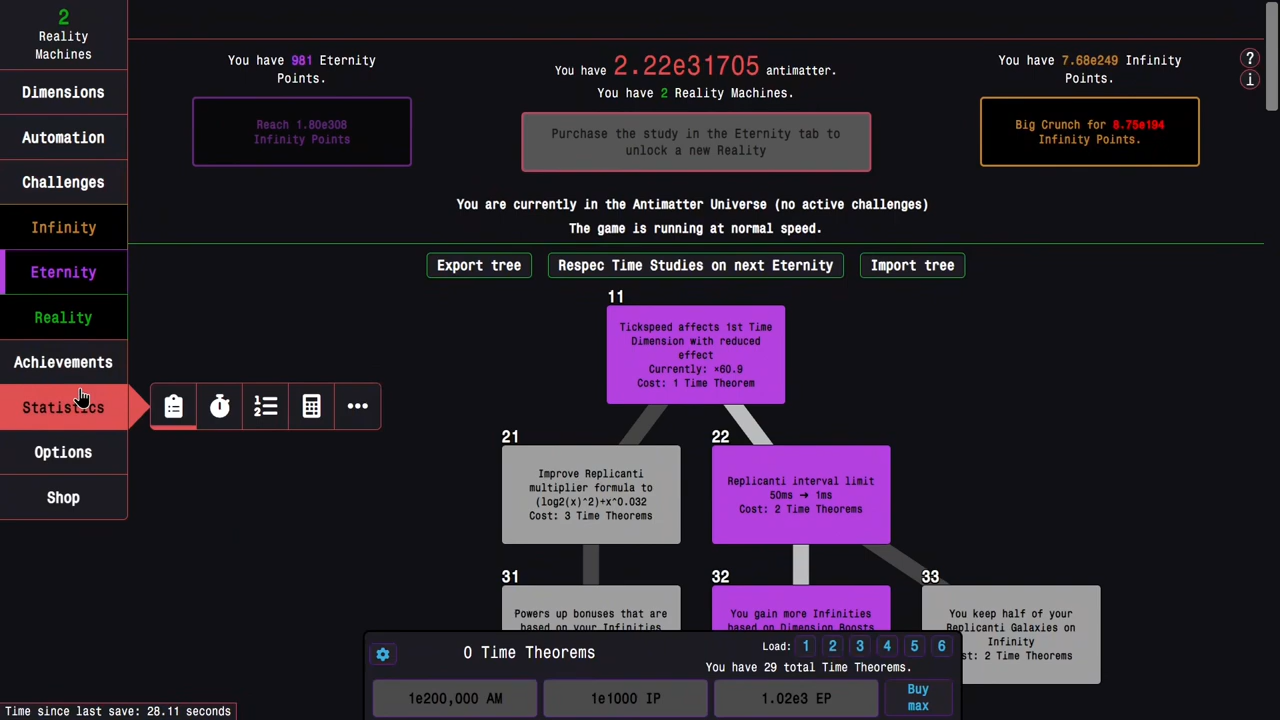 2
Reality
Machines
Dimensions
Automation
Challenges
Infinity
Eternity
Reality
Achievements
Statistics
Options
Shop
You have 981 Eternity
Points.
Reach 1.80e308
Infinity Points
You have 2.22e31705 antimatter.
You have 2 Reality Machines.
Purchase the study in the Eternity tab to
unlock a new Reality
You have 7.68e249 Infinity
Points.
Big Crunch for 8.75e194
Infinity Points.
?
i
You are currently in the Antimatter Universe (no active challenges)
The game is running at normal speed.
Export tree
Respec Time Studies on next Eternity
Import tree
11
Tickspeed affects 1st Time
Dimension with reduced
effect
Currently: ×60.9
Cost: 1 Time Theorem
21
Improve Replicanti
multiplier formula to
(log2(x)^2)+x^0.032
Cost: 3 Time Theorems
22
Replicanti interval limit
50ms → 1ms
Cost: 2 Time Theorems
31
Powers up bonuses that are
based on your Infinities
32
You gain more Infinities
based on Dimension Boosts
33
You keep half of your
Replicanti Galaxies on
Infinity
st: 2 Time Theorems
0 Time Theorems
Load: 1 2 3 4 5 6
You have 29 total Time Theorems.
1e200,000 AM
1e1000 IP
1.02e3 EP
Buy
max
Time since last save: 28.11 seconds